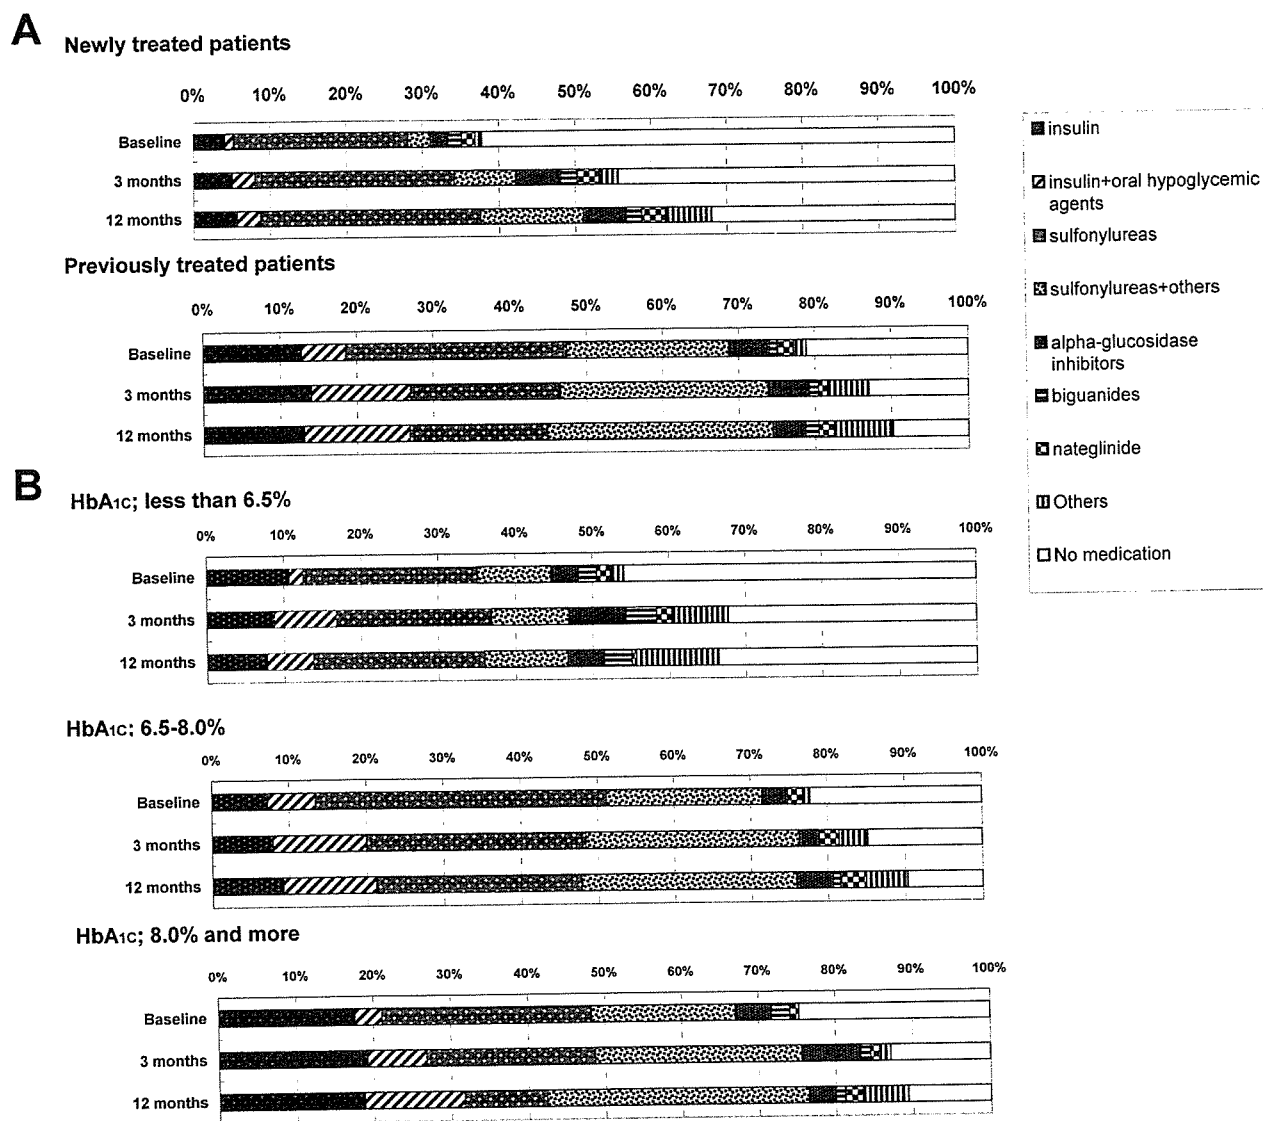 A
Newly treated patients
0% 10% 20% 30% 40% 50% 60% 70% 80% 90% 100%
Baseline
3 months
12 months
Previously treated patients
0% 10% 20% 30% 40% 50% 60% 70% 80% 90% 100%
Baseline
3 months
12 months
B
HbA1C; less than 6.5%
0% 10% 20% 30% 40% 50% 60% 70% 80% 90% 100%
Baseline
3 months
12 months
HbA1C: 6.5-8.0%
0% 10% 20% 30% 40% 50% 60% 70% 80% 90% 100%
Baseline
3 months
12 months
HbA1C; 8.0% and more
0% 10% 20% 30% 40% 50% 60% 70% 80% 90% 100%
Baseline
3 months
12 months
insulin
insulin+oral hypoglycemic
agents
sulfonylureas
sulfonylureas+others
alpha-glucosidase
inhibitors
biguanides
nateglinide
Others
No medication